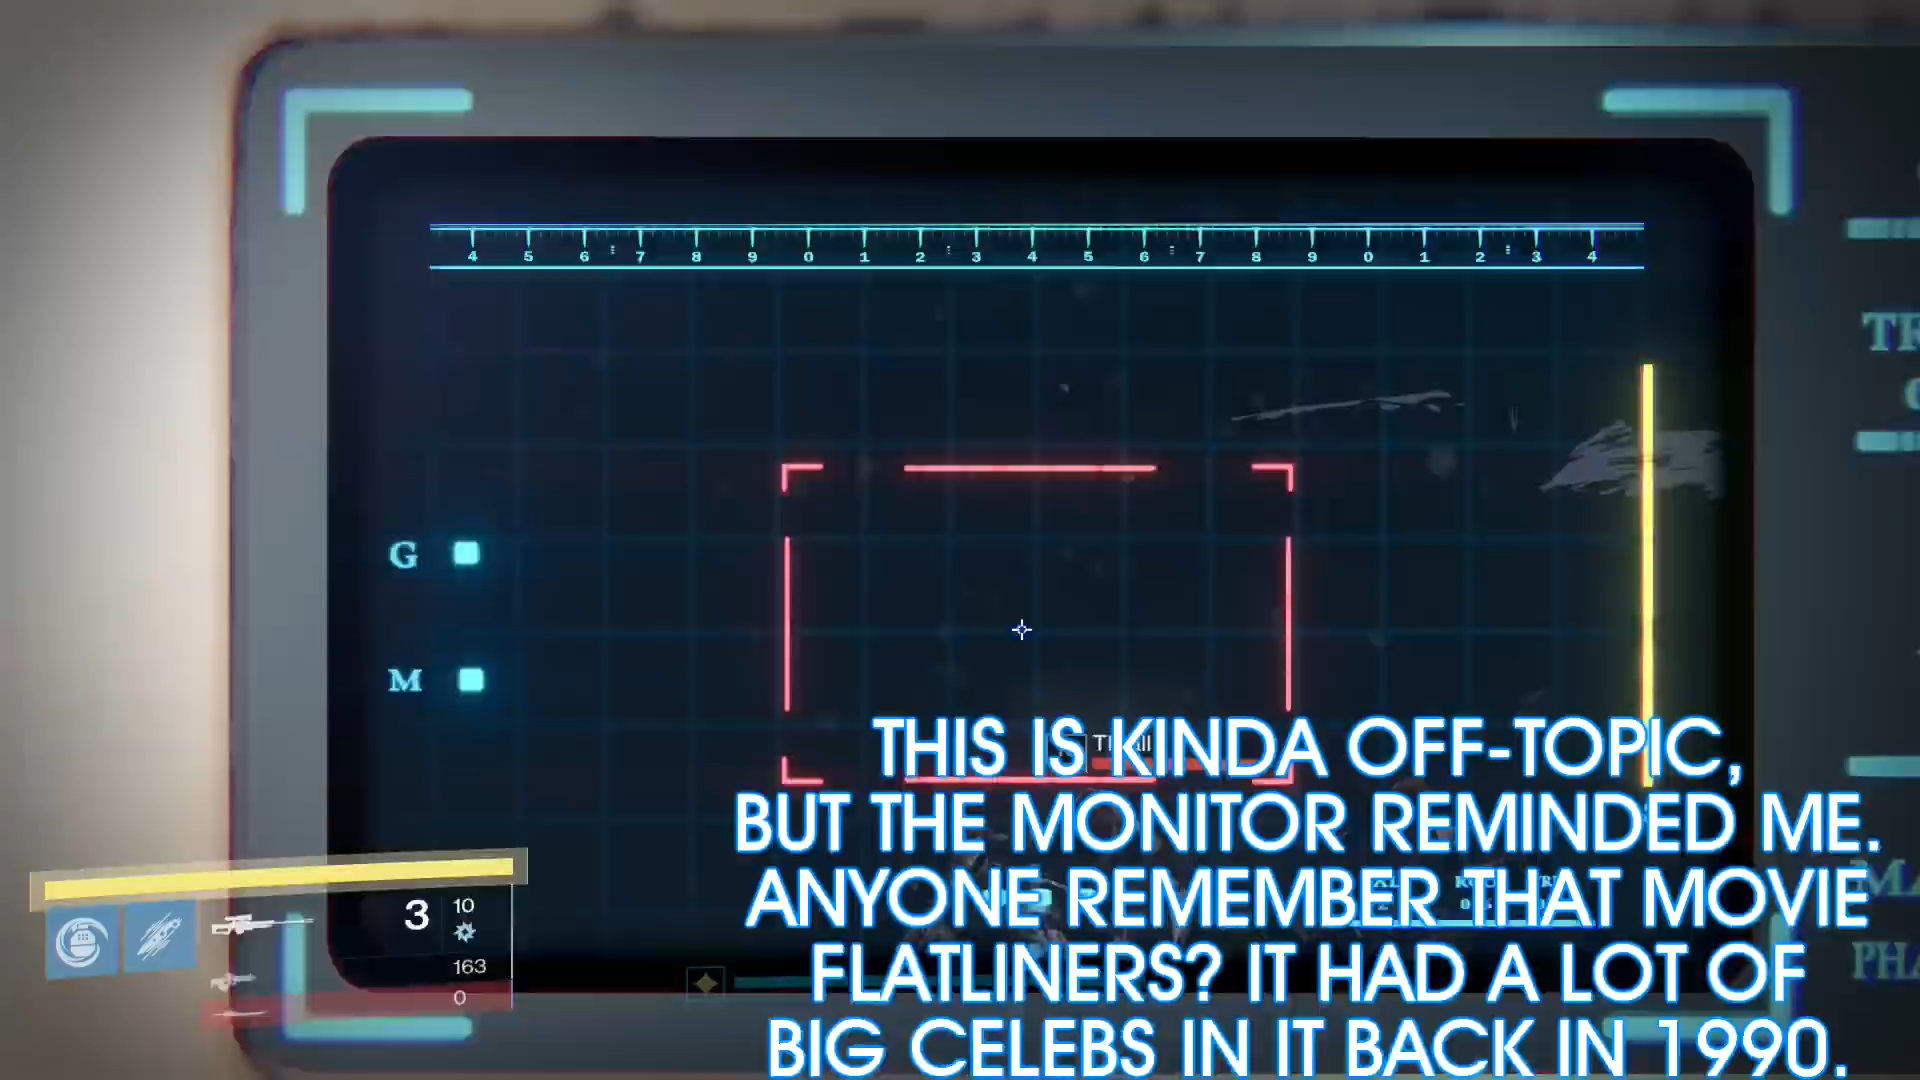 4 5 6 7 8 9 0 1 2 3 4 5 6 7 8 9 0 1 2 3 4
G
M
THIS IS KINDA OFF-TOPIC,
BUT THE MONITOR REMINDED ME.
ANYONE REMEMBER THAT MOVIE
FLATLINERS? IT HAD A LOT OF
BIG CELEBS IN IT BACK IN 1990.
3
10
163
0